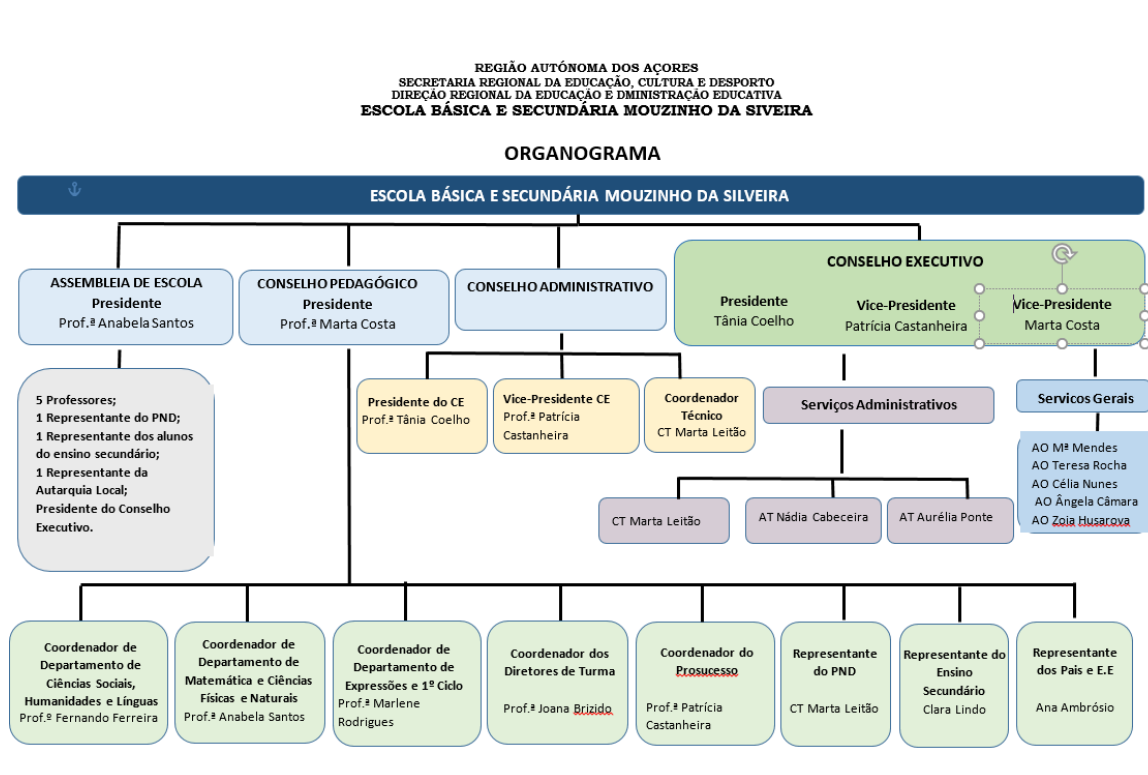 REGIÃO AUTÓNOMA DOS AÇORES
SECRETARIA REGIONAL DA EDUCAÇÃO, CULTURA E DESPORTO
DIREÇÃO REGIONAL DA EDUCAÇÃO E DMINISTRAÇÃO EDUCATIVA
ESCOLA BÁSICA E SECUNDÁRIA MOUZINHO DA SIVEIRA
ORGANOGRAMA
ESCOLA BÁSICA E SECUNDÁRIA MOUZINHO DA SILVEIRA
ASSEMBLEIA DE ESCOLA
Presidente
Prof.ª Anabela Santos
CONSELHO PEDAGÓGICO
Presidente
Prof.ª Marta Costa
CONSELHO ADMINISTRATIVO
CONSELHO EXECUTIVO
Presidente
Tânia Coelho
Vice-Presidente
Patrícia Castanheira
Vice-Presidente
Marta Costa
5 Professores;
1 Representante do PND;
1 Representante dos alunos
do ensino secundário;
1 Representante da
Autarquia Local;
Presidente do Conselho
Executivo.
Presidente do CE
Prof.ª Tânia Coelho
Vice-Presidente CE
Prof.ª Patrícia
Castanheira
Coordenador
Técnico
CT Marta Leitão
Serviços Administrativos
Servicos Gerais
AO Mª Mendes
AO Teresa Rocha
AO Célia Nunes
AO Ângela Câmara
AO Zoia Husarova
CT Marta Leitão
AT Nádia Cabeceira
AT Aurélia Ponte
Coordenador de
Departamento de
Ciências Sociais,
Humanidades e Línguas
Prof.º Fernando Ferreira
Coordenador de
Departamento de
Matemática e Ciências
Físicas e Naturais
Prof.ª Anabela Santos
Coordenador de
Departamento de
Expressões e 1º Ciclo
Prof.ª Marlene
Rodrigues
Coordenador dos
Diretores de Turma
Prof.ª Joana Brizido
Coordenador do
Prosucesso
Prof.ª Patrícia
Castanheira
Representante
do PND
CT Marta Leitão
Representante do
Ensino
Secundário
Clara Lindo
Representante
dos Pais e E.E
Ana Ambrósio